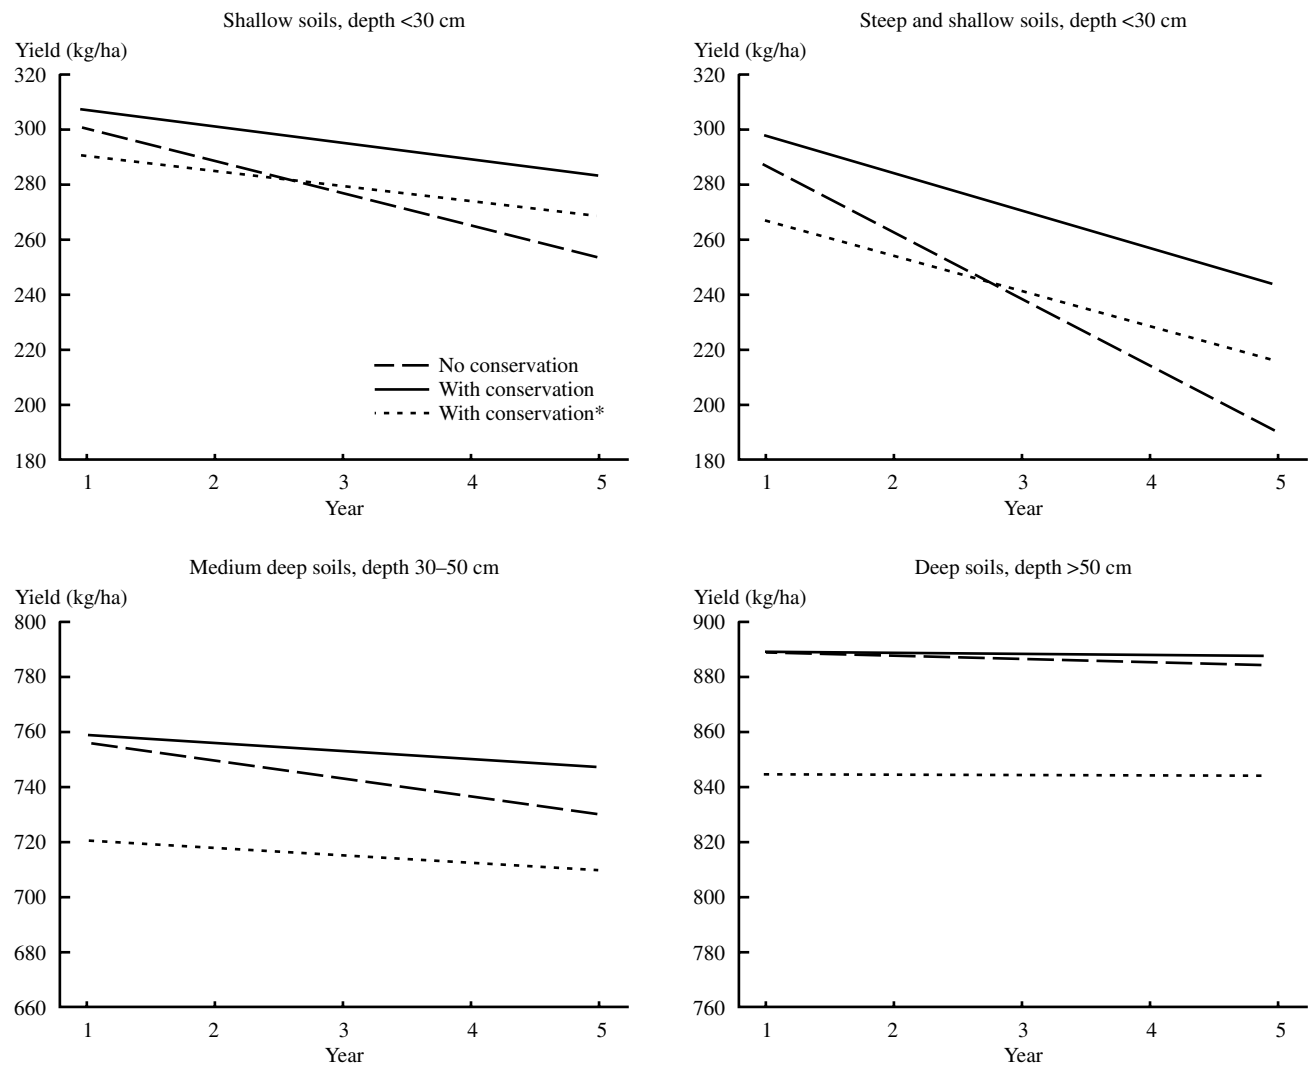 Shallow soils, depth <30 cm
Yield (kg/ha)
320
300
280
260
240
220
200
180
No conservation
With conservation
With conservation*
1 2 3 4 5
Year
Steep and shallow soils, depth <30 cm
Yield (kg/ha)
320
300
280
260
240
220
200
180
1 2 3 4 5
Year
Medium deep soils, depth 30–50 cm
Yield (kg/ha)
800
780
760
740
720
700
680
660
1 2 3 4 5
Year
Deep soils, depth >50 cm
Yield (kg/ha)
900
880
860
840
820
800
780
760
1 2 3 4 5
Year